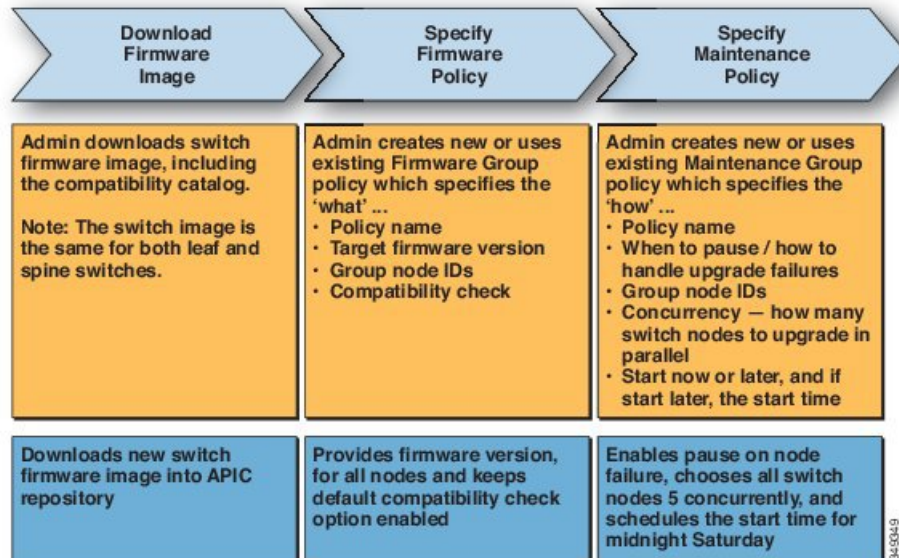 Download
Firmware
Image
Specify
Firmware
Policy
Specify
Maintenance
Policy
Admin downloads switch
firmware image, including
the compatibility catalog.
Note: The switch image is
the same for both leaf and
spine switches.
Admin creates new or uses
existing Firmware Group
policy which specifies the
‘what’ ...
• Policy name
• Target firmware version
• Group node IDs
• Compatibility check
Admin creates new or uses
existing Maintenance Group
policy which specifies the
‘how’ ...
• Policy name
• When to pause / how to
handle upgrade failures
• Group node IDs
• Concurrency — how many
switch nodes to upgrade in
parallel
• Start now or later, and if
start later, the start time
Downloads new switch
firmware image into APIC
repository
Provides firmware version,
for all nodes and keeps
default compatibility check
option enabled
Enables pause on node
failure, chooses all switch
nodes 5 concurrently, and
schedules the start time for
midnight Saturday
349349